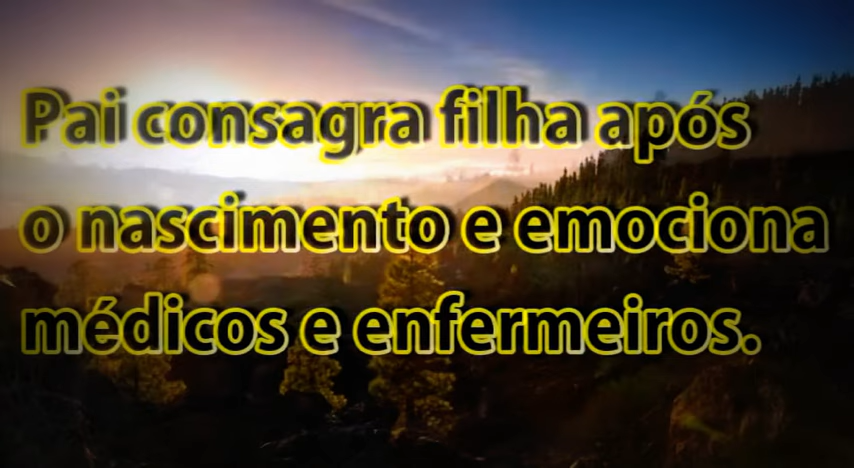 Pai consagra filha após
o nascimento e emociona
médicos e enfermeiros.